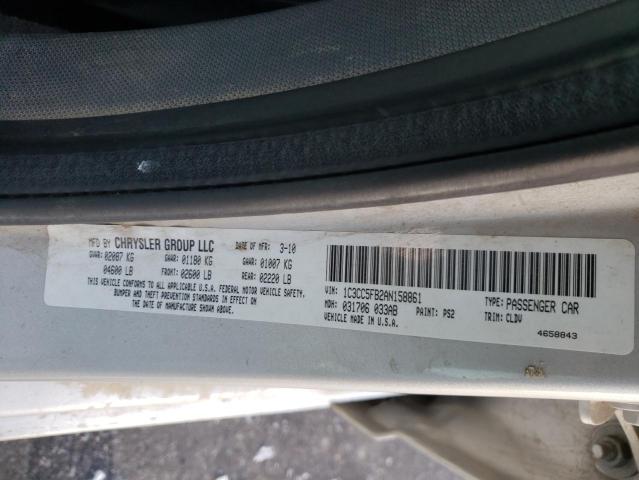 MFD BY CHRYSLER GROUP LLC DATE OF MFR: 3-10
GVWR: 02087 KG GAWR: 01180 KG GAWR: 01007 KG
04600 LB FRONT: 02600 LB REAR: 02220 LB
THIS VEHICLE CONFORMS TO ALL APPLICABLE U.S.A. FEDERAL MOTOR VEHICLE SAFETY,
BUMPER AND THEFT PREVENTION STANDARDS IN EFFECT ON
THE DATE OF MANUFACTURE SHOWN ABOVE.
VIN: 1C3CC5FB2AN158861 TYPE: PASSENGER CAR
MDH: 031706 033AB PAINT: PS2 TRIM: CLDV
VEHICLE MADE IN U.S.A.
4658843